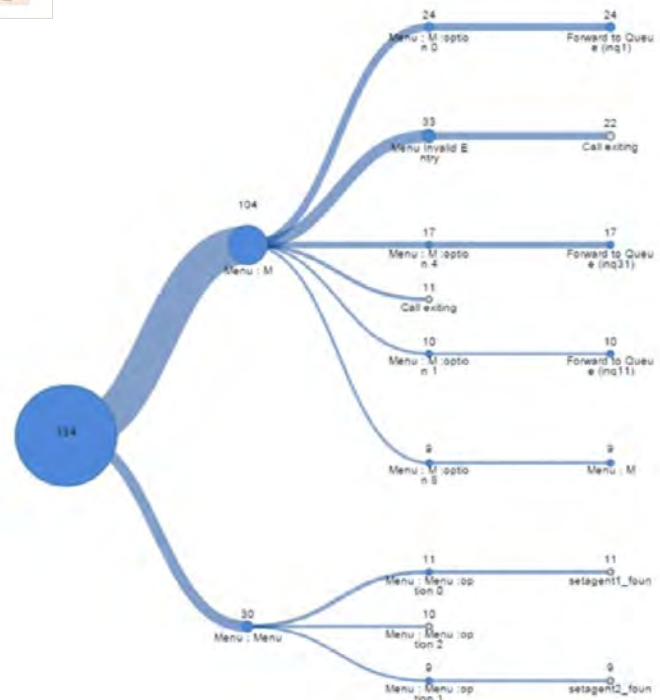 24
Menu : M :optio
n 0
24
Forward to Queu
e (inq1)
33
Menu Invalid E
ntry
22
Call exiting
104
Menu : M
17
Menu : M :optio
n 4
17
Forward to Queu
e (inq31)
11
Call exiting
10
Menu : M :optio
n 1
10
Forward to Queu
e (inq11)
134
9
Menu : M :optio
9
Menu : M
11
Menu : Menu :op
tion 0
11
setagent1_foun
30
Menu : Menu
10
Menu : Menu :op
tion 2
9
Menu : Menu :op
9
setagent2_foun